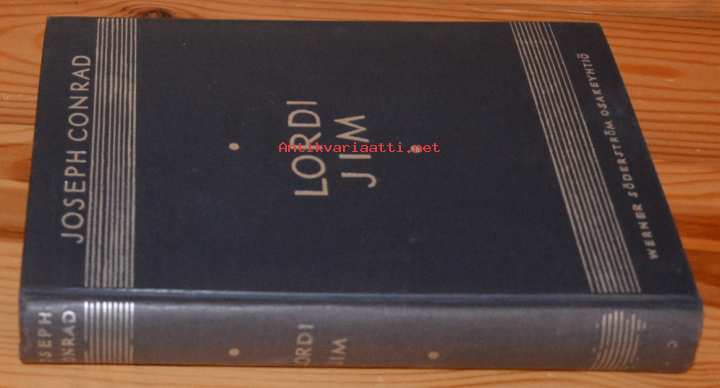 JOSEPH CONRAD
LORDI
JIM
WERNER SÖDERSTRÖM OSAKEYHTIÖ
Antikvariaatti.net
JOSEPH
CONRAD
LORDI
JIM